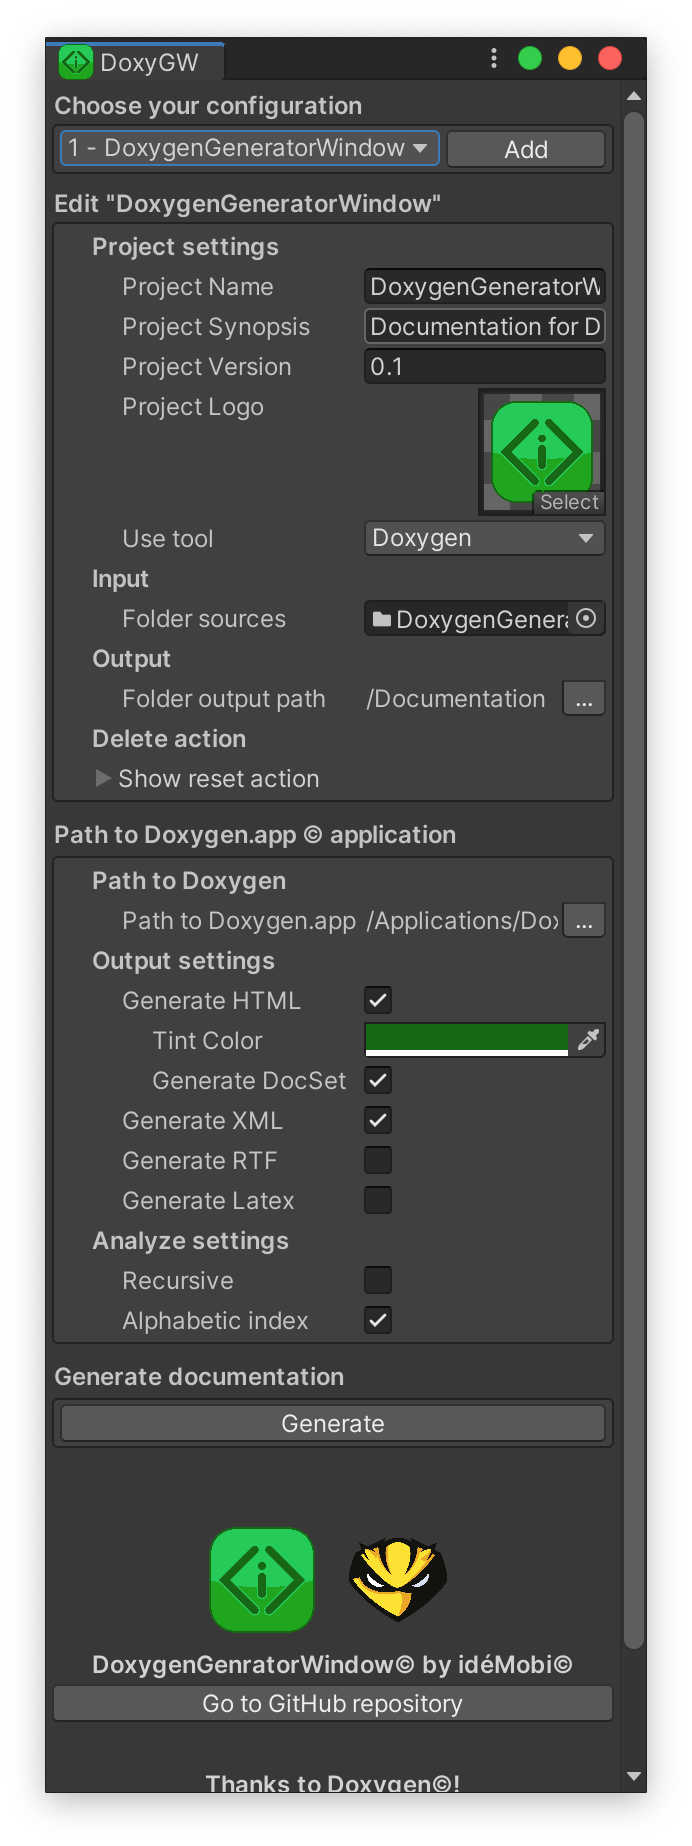 DoxyGW
Choose your configuration
1 - DoxygenGeneratorWindow
Add
Edit "DoxygenGeneratorWindow"
Project settings
Project Name DoxygenGeneratorW
Project Synopsis Documentation for D
Project Version 0.1
Project Logo
Select
Use tool Doxygen
Input
Folder sources DoxygenGenera
Output
Folder output path /Documentation ...
Delete action
Show reset action
Path to Doxygen.app © application
Path to Doxygen
Path to Doxygen.app /Applications/Dox ...
Output settings
Generate HTML
Tint Color
Generate DocSet
Generate XML
Generate RTF
Generate Latex
Analyze settings
Recursive
Alphabetic index
Generate documentation
Generate
DoxygenGenratorWindow© by idéMobi©
Go to GitHub repository
Thanks to Doxygen©!